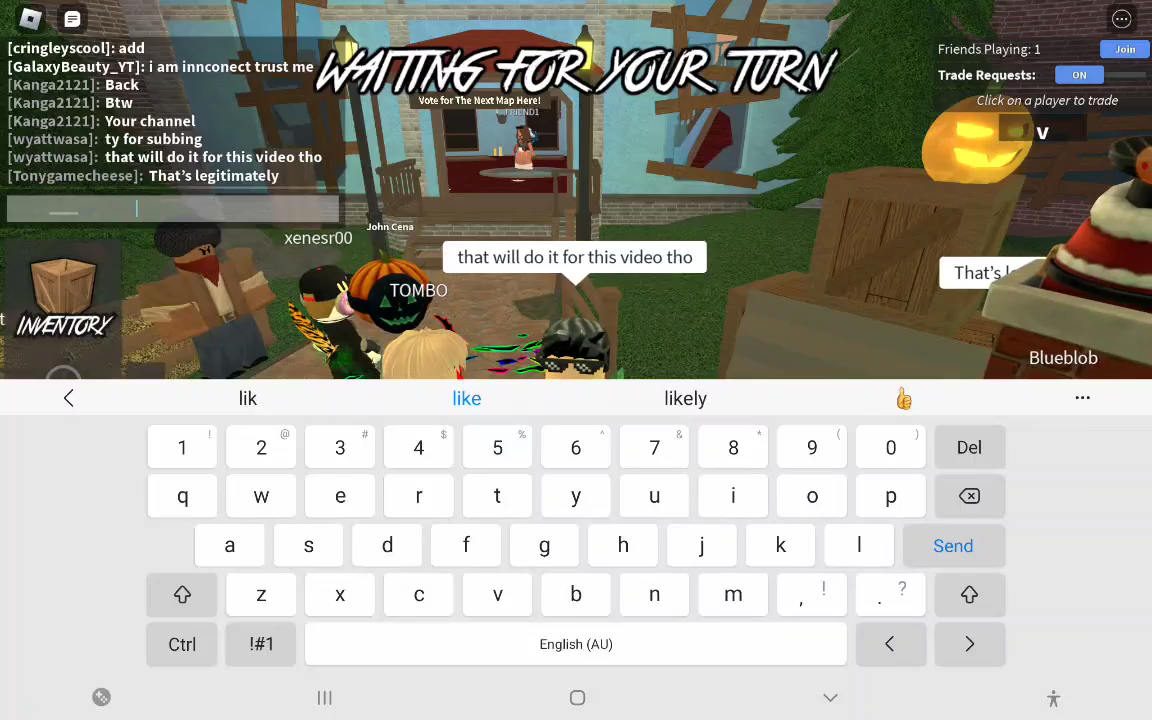 [cringleyscool]: add
[GalaxyBeauty_YT]: i am innconect trust me
[Kanga2121]: Back
[Kanga2121]: Btw
[Kanga2121]: Your channel
[wyattwasa]: ty for subbing
[wyattwasa]: that will do it for this video tho
[Tonygamecheese]: That's legitimately
WAITING FOR YOUR TURN
Vote for The Next Map Here!
FRIEND1
Friends Playing: 1
Join
Trade Requests:
ON
Click on a player to trade
v
John Cena
xenesr00
that will do it for this video tho
TOMBO
That's le
Blueblob
t
INVENTORY
lik like likely 👍 ...
1 ! 2 @ 3 # 4 $ 5 % 6 ^ 7 & 8 * 9 ( 0 ) Del
q w e r t y u i o p
a s d f g h j k l Send
z x c v b n m , ! . ?
Ctrl !#1 English (AU) < >